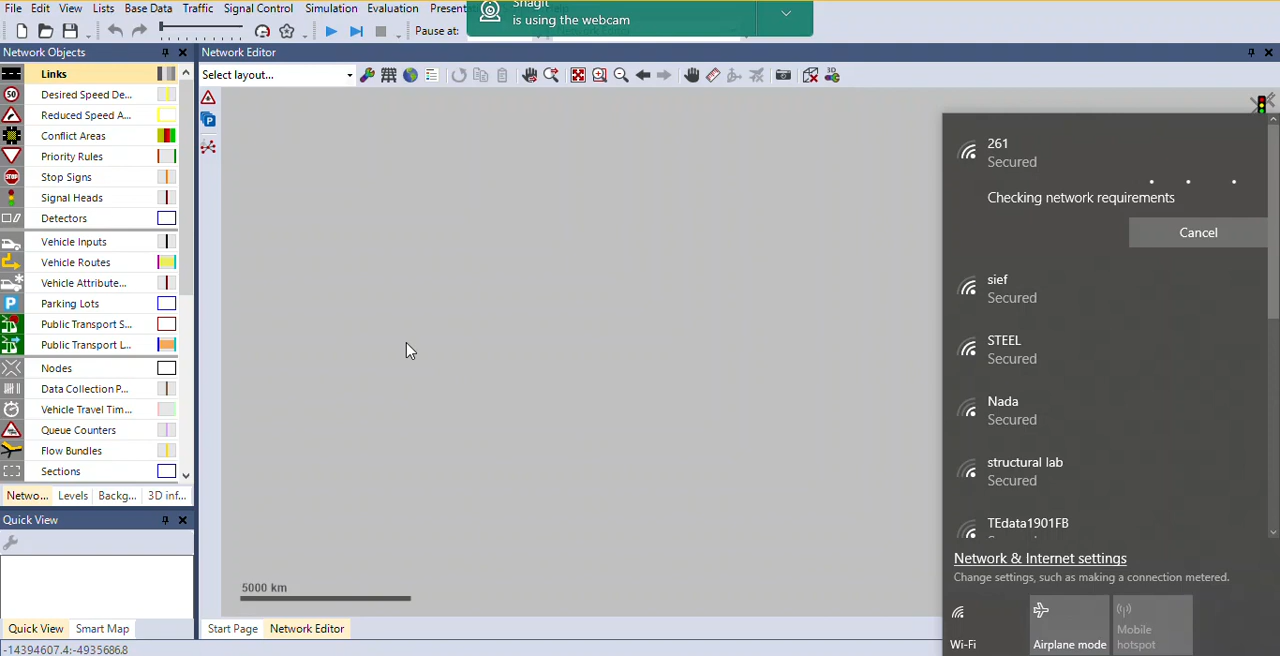 File Edit View Lists Base Data Traffic Signal Control Simulation Evaluation
is using the webcam
Pause at:
Network Objects
Network Editor
Select layout...
3D
Links
50
Desired Speed De...
Reduced Speed A...
Conflict Areas
Priority Rules
STOP
Stop Signs
Signal Heads
Detectors
Vehicle Inputs
Vehicle Routes
Vehicle Attribute...
P
Parking Lots
Public Transport S...
Public Transport L...
Nodes
Data Collection P...
Vehicle Travel Tim...
Queue Counters
Flow Bundles
Sections
Netwo... Levels Backg... 3D inf...
Quick View
Quick View Smart Map
-14394607.4:-4935686.8
P
5000 km
Start Page Network Editor
261
Secured
Checking network requirements
Cancel
sief
Secured
STEEL
Secured
Nada
Secured
structural lab
Secured
TEdata1901FB
Network & Internet settings
Change settings, such as making a connection metered.
Wi-Fi
Airplane mode
Mobile
hotspot